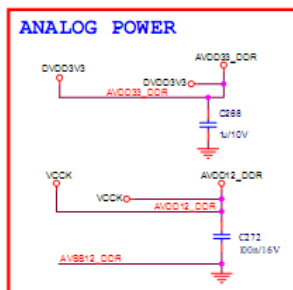 ANALOG POWER
AVDD33_DDR
DVDD3V3
DVDD3V3
AVDD33_DDR
C268
1u/10V
VCCK
AVDD12_DDR
VCCK
AVDD12_DDR
C272
100n/16V
AVSS12_DDR